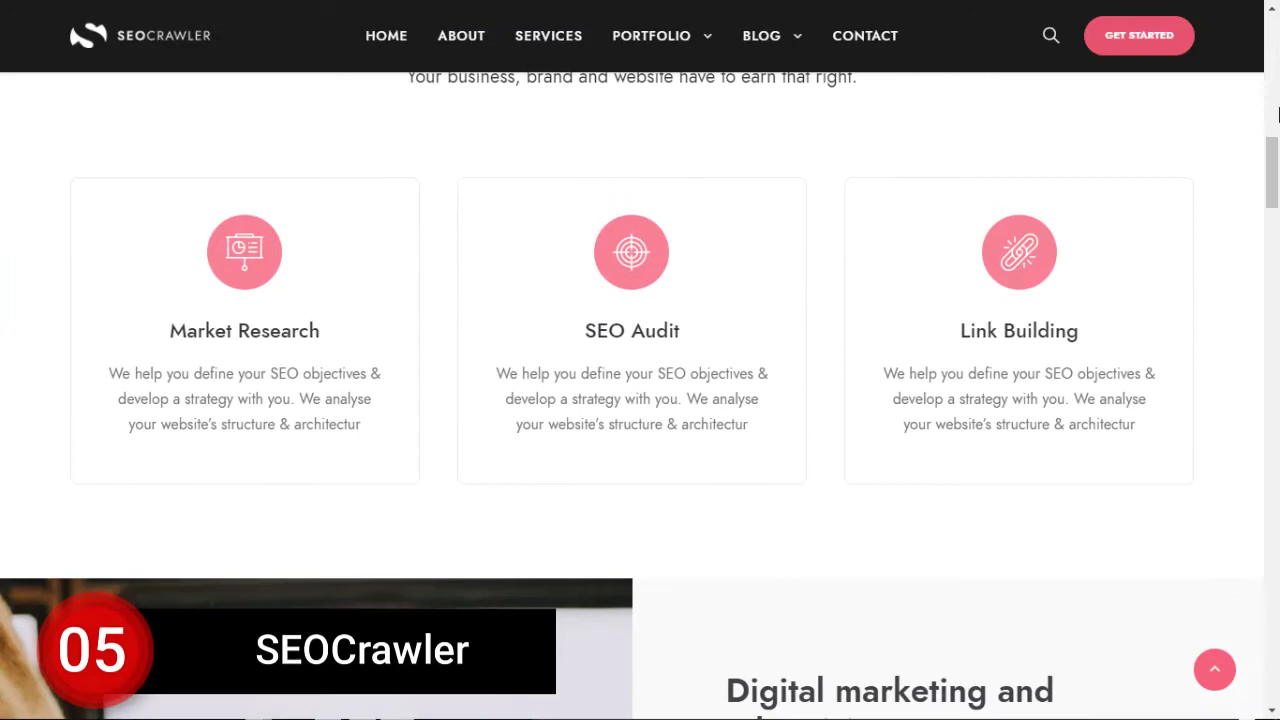 SEOCRAWLER
HOME ABOUT SERVICES PORTFOLIO BLOG CONTACT
GET STARTED
Your business, brand and website have to earn that right.
Market Research
We help you define your SEO objectives &
develop a strategy with you. We analyse
your website's structure & architectur
SEO Audit
We help you define your SEO objectives &
develop a strategy with you. We analyse
your website's structure & architectur
Link Building
We help you define your SEO objectives &
develop a strategy with you. We analyse
your website's structure & architectur
05
SEOCrawler
Digital marketing and